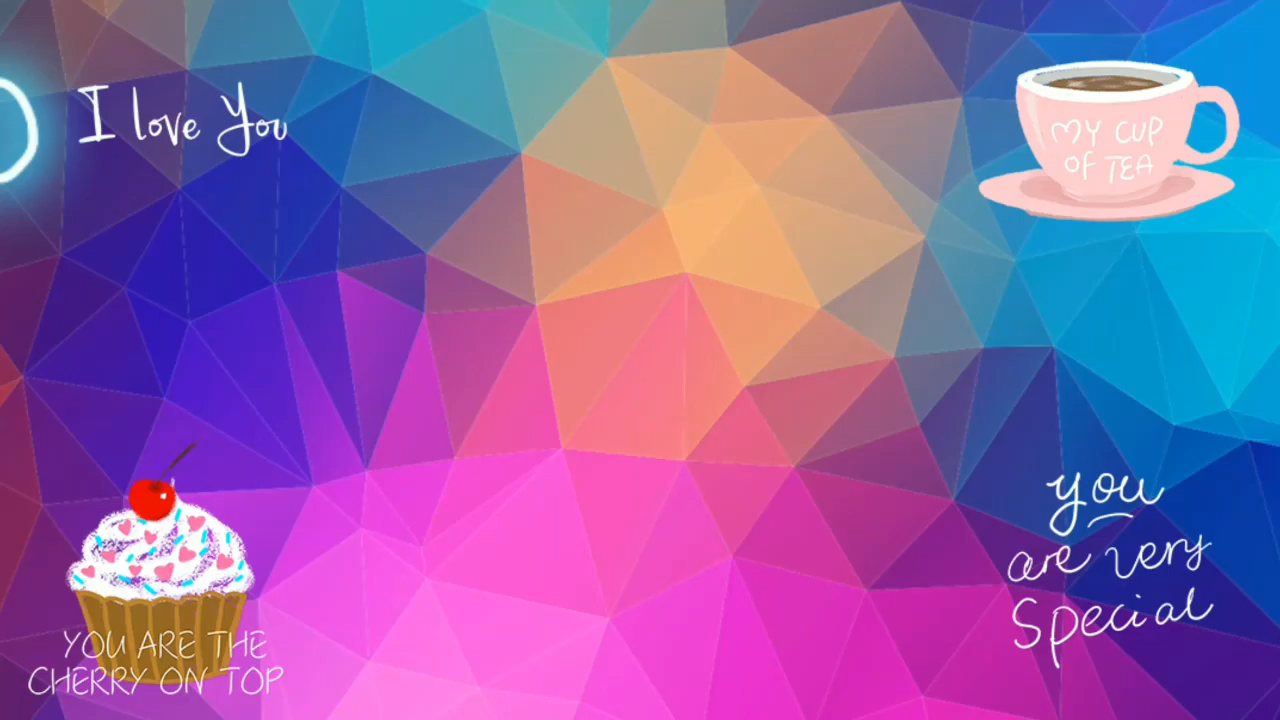 I love You
MY CUP
OF TEA
you
are very
Special
YOU ARE THE
CHERRY ON TOP